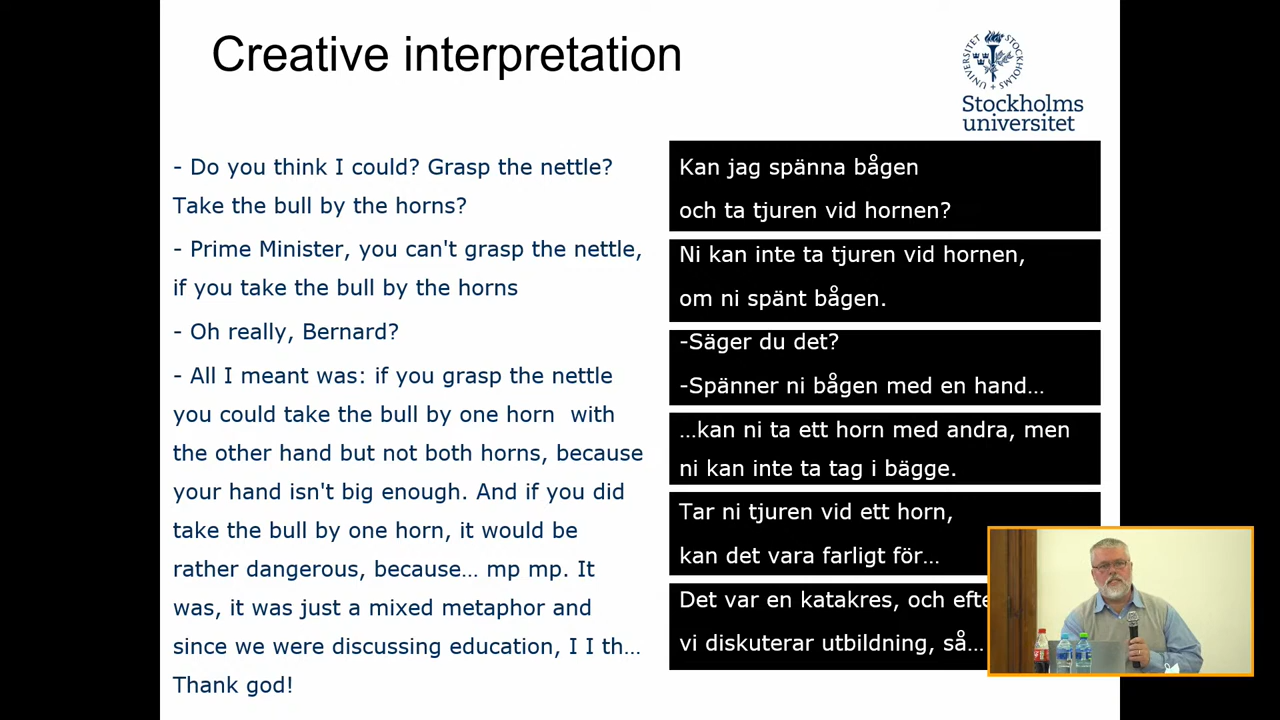 Creative interpretation
STOCKHOLMS UNIVERSITET
Stockholms
universitet
- Do you think I could? Grasp the nettle?
Take the bull by the horns?
- Prime Minister, you can't grasp the nettle,
if you take the bull by the horns
- Oh really, Bernard?
- All I meant was: if you grasp the nettle
you could take the bull by one horn with
the other hand but not both horns, because
your hand isn't big enough. And if you did
take the bull by one horn, it would be
rather dangerous, because… mp mp. It
was, it was just a mixed metaphor and
since we were discussing education, I I th…
Thank god!
Kan jag spänna bågen
och ta tjuren vid hornen?
Ni kan inte ta tjuren vid hornen,
om ni spänt bågen.
-Säger du det?
-Spänner ni bågen med en hand…
…kan ni ta ett horn med andra, men
ni kan inte ta tag i bägge.
Tar ni tjuren vid ett horn,
kan det vara farligt för…
Det var en katakres, och efte
vi diskuterar utbildning, så…